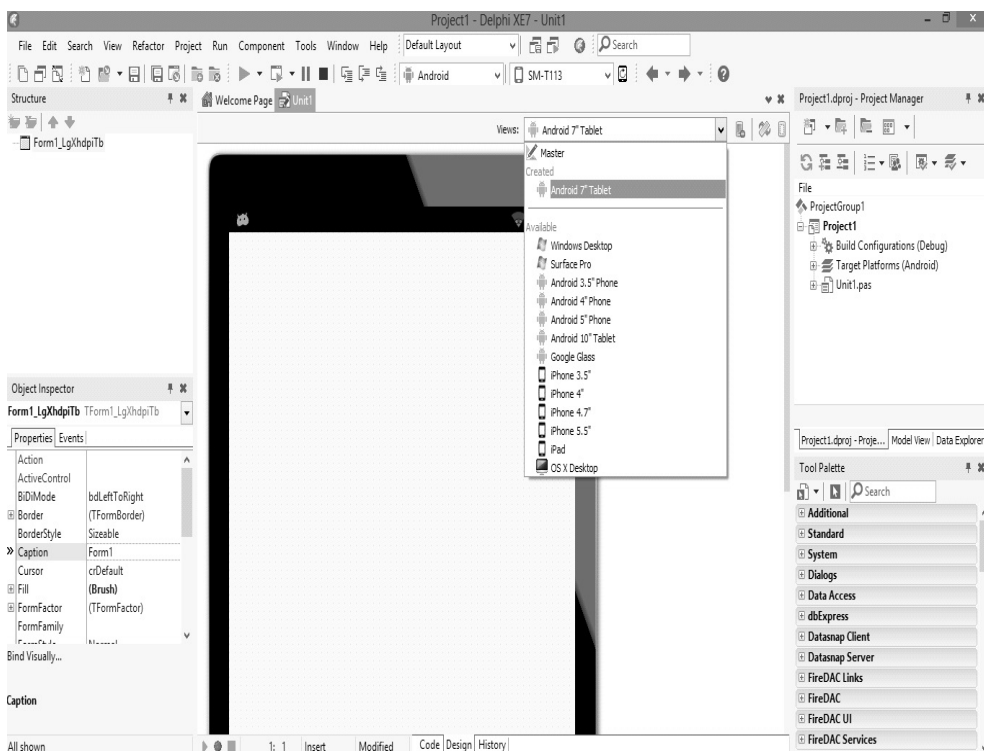 Project1 - Delphi XE7 - Unit1
File Edit Search View Refactor Project Run Component Tools Window Help Default Layout Search
Android SM-T113
Structure
Form1_LgXhdpiTb
Object Inspector
Form1_LgXhdpiTb TForm1_LgXhdpiTb
Properties Events
Action
ActiveControl
BiDiMode bdLeftToRight
Border (TFormBorder)
BorderStyle Sizeable
Caption Form1
Cursor crDefault
Fill (Brush)
FormFactor (TFormFactor)
FormFamily
Bind Visually...
Caption
All shown
Welcome Page Unit1
Views: Android 7" Tablet
Master
Created
Android 7" Tablet
Available
Windows Desktop
Surface Pro
Android 3.5" Phone
Android 4" Phone
Android 5" Phone
Android 10" Tablet
Google Glass
iPhone 3.5"
iPhone 4"
iPhone 4.7"
iPhone 5.5"
iPad
OS X Desktop
1: 1 Insert Modified Code Design History
Project1.dproj - Project Manager
File
ProjectGroup1
Project1
Build Configurations (Debug)
Target Platforms (Android)
Unit1.pas
Project1.dproj - Proje... Model View Data Explorer
Tool Palette
Search
Additional
Standard
System
Dialogs
Data Access
dbExpress
Datasnap Client
Datasnap Server
FireDAC Links
FireDAC
FireDAC UI
FireDAC Services